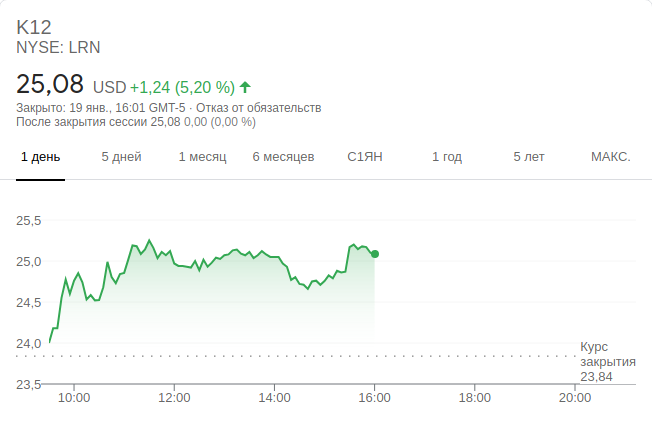 K12
NYSE: LRN
25,08 USD +1,24 (5,20 %)
Закрыто: 19 янв., 16:01 GMT-5 · Отказ от обязательств
После закрытия сессии 25,08 0,00 (0,00 %)
1 день 5 дней 1 месяц 6 месяцев С1ЯН 1 год 5 лет МАКС.
25,5
25,0
24,5
24,0
Курс
закрытия
23,84
23,5
10:00 12:00 14:00 16:00 18:00 20:00